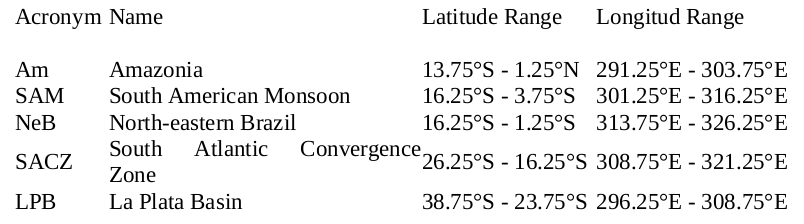 Acronym Name Latitude Range Longitud Range
Am Amazonia 13.75°S - 1.25°N 291.25°E - 303.75°E
SAM South American Monsoon 16.25°S - 3.75°S 301.25°E - 316.25°E
NeB North-eastern Brazil 16.25°S - 1.25°S 313.75°E - 326.25°E
SACZ South Atlantic Convergence Zone 26.25°S - 16.25°S 308.75°E - 321.25°E
LPB La Plata Basin 38.75°S - 23.75°S 296.25°E - 308.75°E